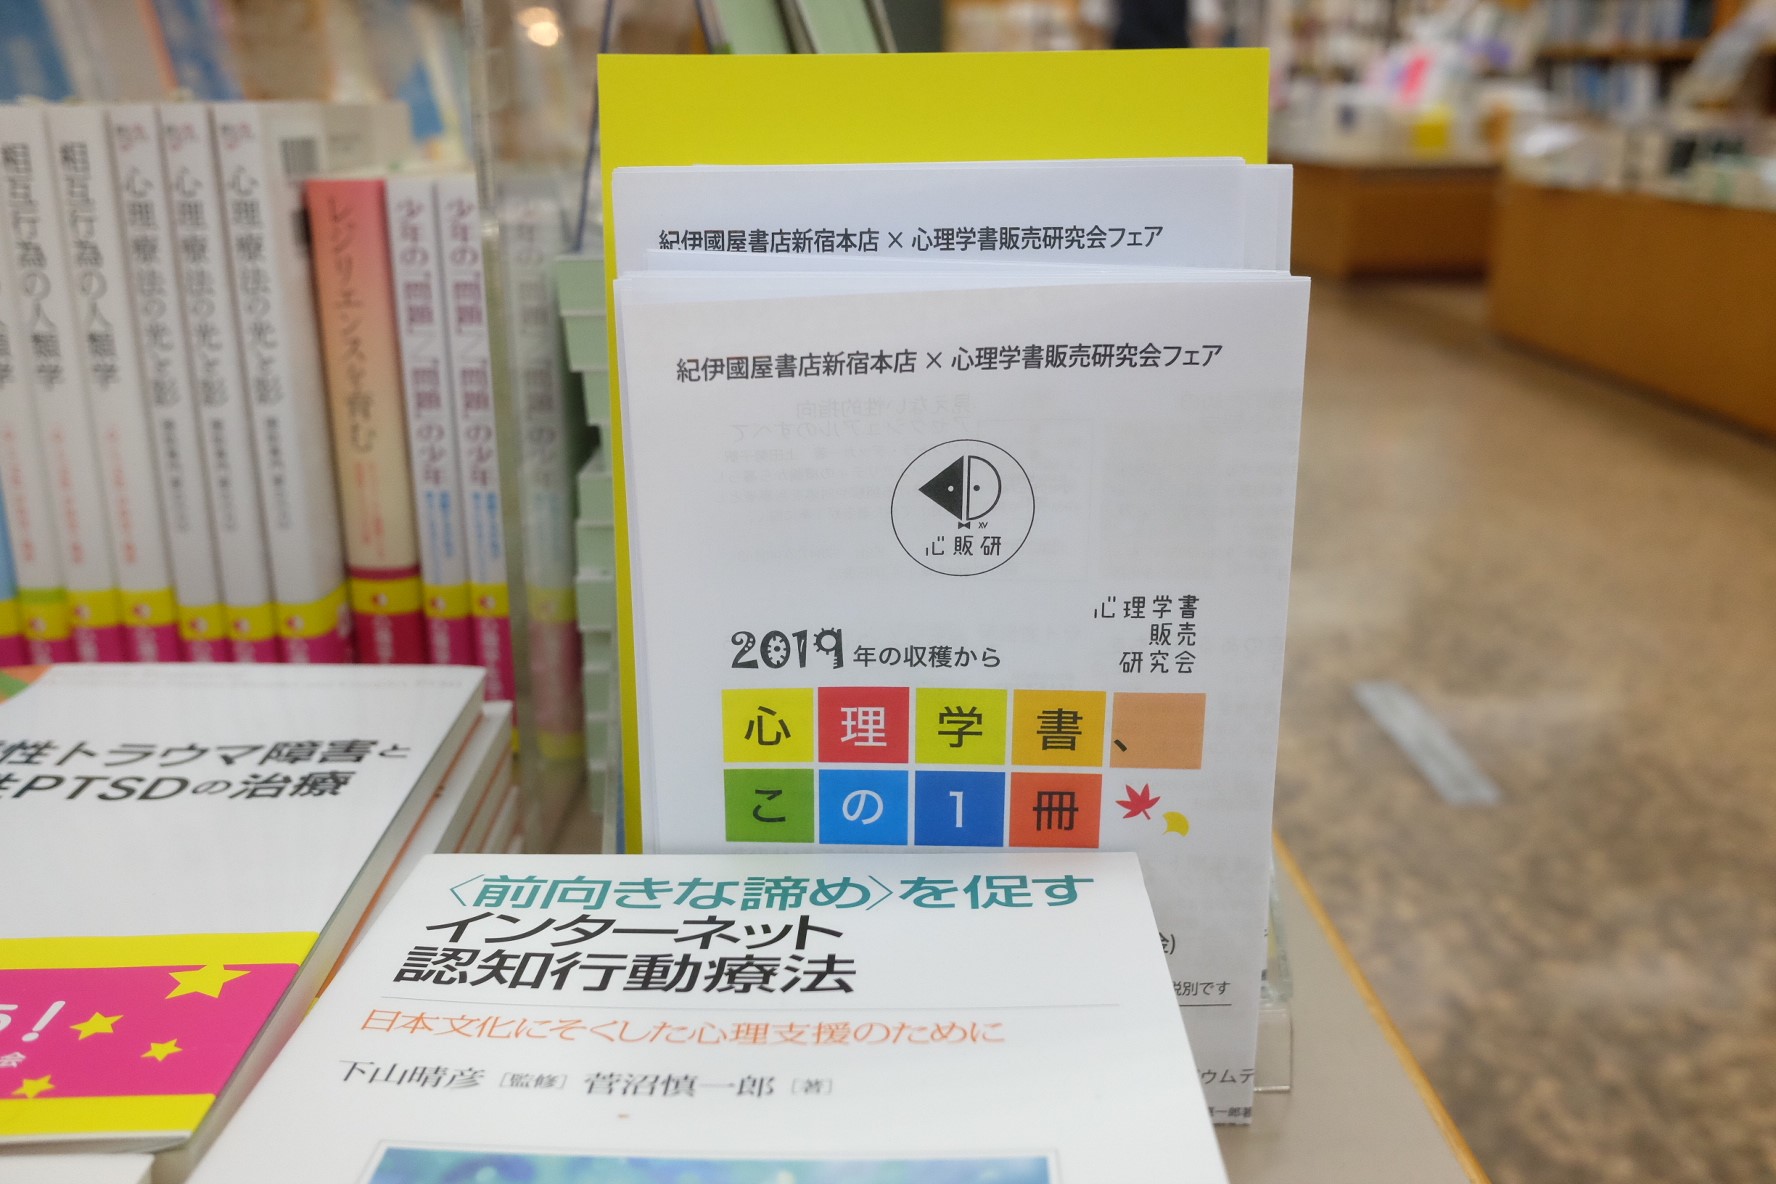 相互行為の人類学
相互行為の人類学
心理療法の光と影
心理療法の光と影
心理療法の光と影
レジリエンスを育む
少年の「問題」/「問題」の少年
少年の「問題」/「問題」の少年
紀伊國屋書店新宿本店 × 心理学書販売研究会フェア
紀伊國屋書店新宿本店 × 心理学書販売研究会フェア
XV
心販研
心理学書
販売
研究会
2019年の収穫から
心理学書、
この1冊
金)
税別です
性トラウマ障害と
性PTSDの治療
〈前向きな諦め〉を促す
インターネット
認知行動療法
日本文化にそくした心理支援のために
下山晴彦[監修] 菅沼慎一郎[著]